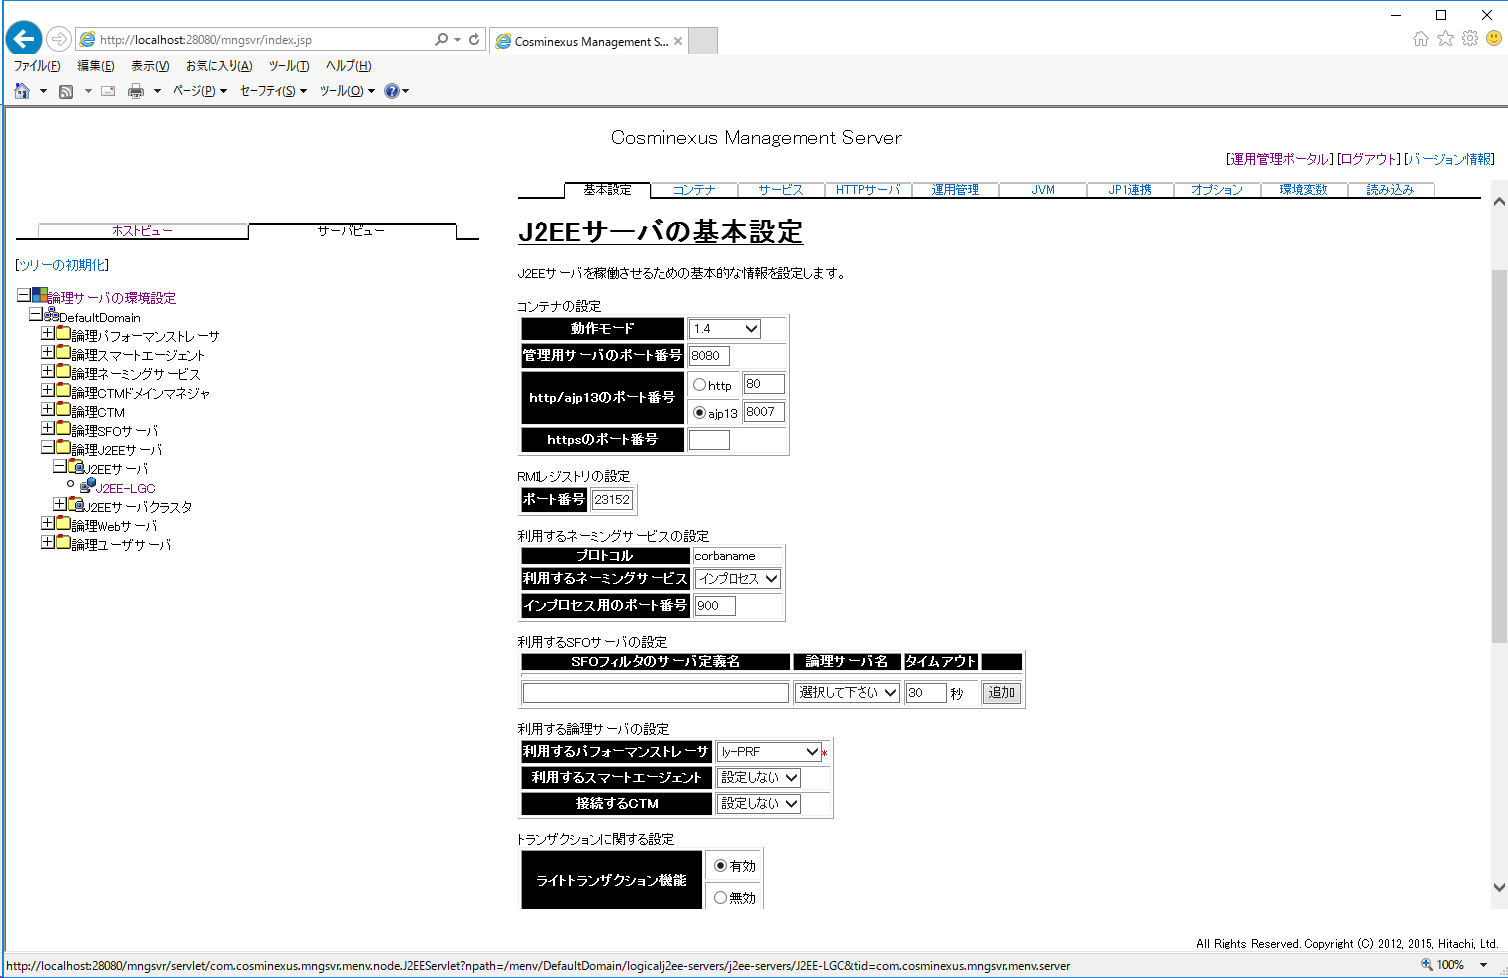 http://localhost:28080/mngsvr/index.jsp
Cosminexus Management S...
ファイル(F) 編集(E) 表示(V) お気に入り(A) ツール(T) ヘルプ(H)
ページ(P) セーフティ(S) ツール(O)
Cosminexus Management Server
[運用管理ポータル] [ログアウト] [バージョン情報]
基本設定 コンテナ サービス HTTPサーバ 運用管理 JVM JP1連携 オプション 環境変数 読み込み
ホストビュー サーバビュー
[ツリーの初期化]
論理サーバの環境設定
DefaultDomain
論理パフォーマンストレーサ
論理スマートエージェント
論理ネーミングサービス
論理CTMドメインマネジャ
論理CTM
論理SFOサーバ
論理J2EEサーバ
J2EEサーバ
J2EE-LGC
J2EEサーバクラスタ
論理Webサーバ
論理ユーザサーバ
J2EEサーバの基本設定
J2EEサーバを稼働させるための基本的な情報を設定します。
コンテナの設定
動作モード 1.4
管理用サーバのポート番号 8080
http/ajp13のポート番号 http 80
ajp13 8007
httpsのポート番号
RMIレジストリの設定
ポート番号 23152
利用するネーミングサービスの設定
プロトコル corbaname
利用するネーミングサービス インプロセス
インプロセス用のポート番号 900
利用するSFOサーバの設定
SFOフィルタのサーバ定義名 論理サーバ名 タイムアウト
選択して下さい 30 秒 追加
利用する論理サーバの設定
利用するパフォーマンストレーサ ly-PRF *
利用するスマートエージェント 設定しない
接続するCTM 設定しない
トランザクションに関する設定
ライトトランザクション機能 有効
無効
All Rights Reserved. Copyright (C) 2012, 2015, Hitachi, Ltd.
http://localhost:28080/mngsvr/servlet/com.cosminexus.mngsvr.menv.node.J2EEServlet?npath=/menv/DefaultDomain/logicalj2ee-servers/j2ee-servers/J2EE-LGC&tid=com.cosminexus.mngsvr.menv.server
100%